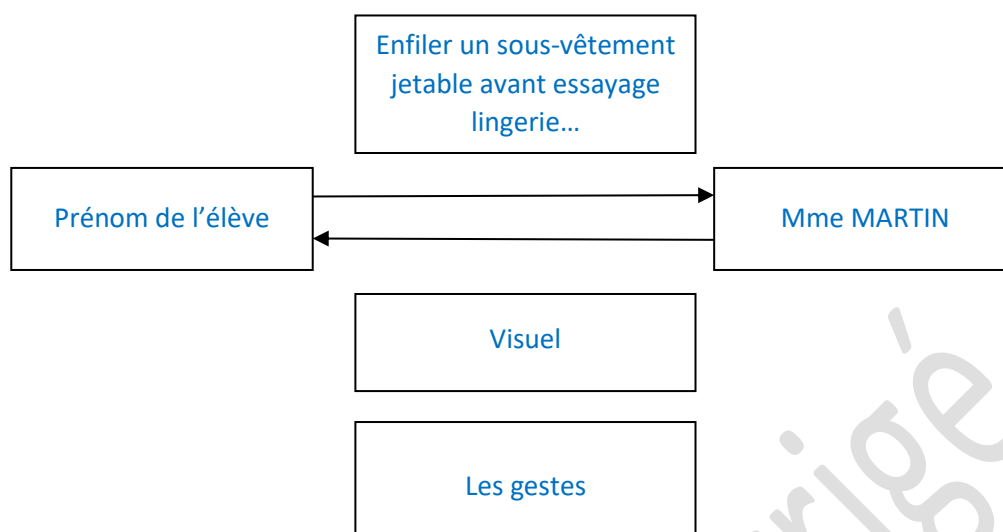 Enfiler un sous-vêtement
jetable avant essayage
lingerie…
Prénom de l’élève
Mme MARTIN
Visuel
Les gestes